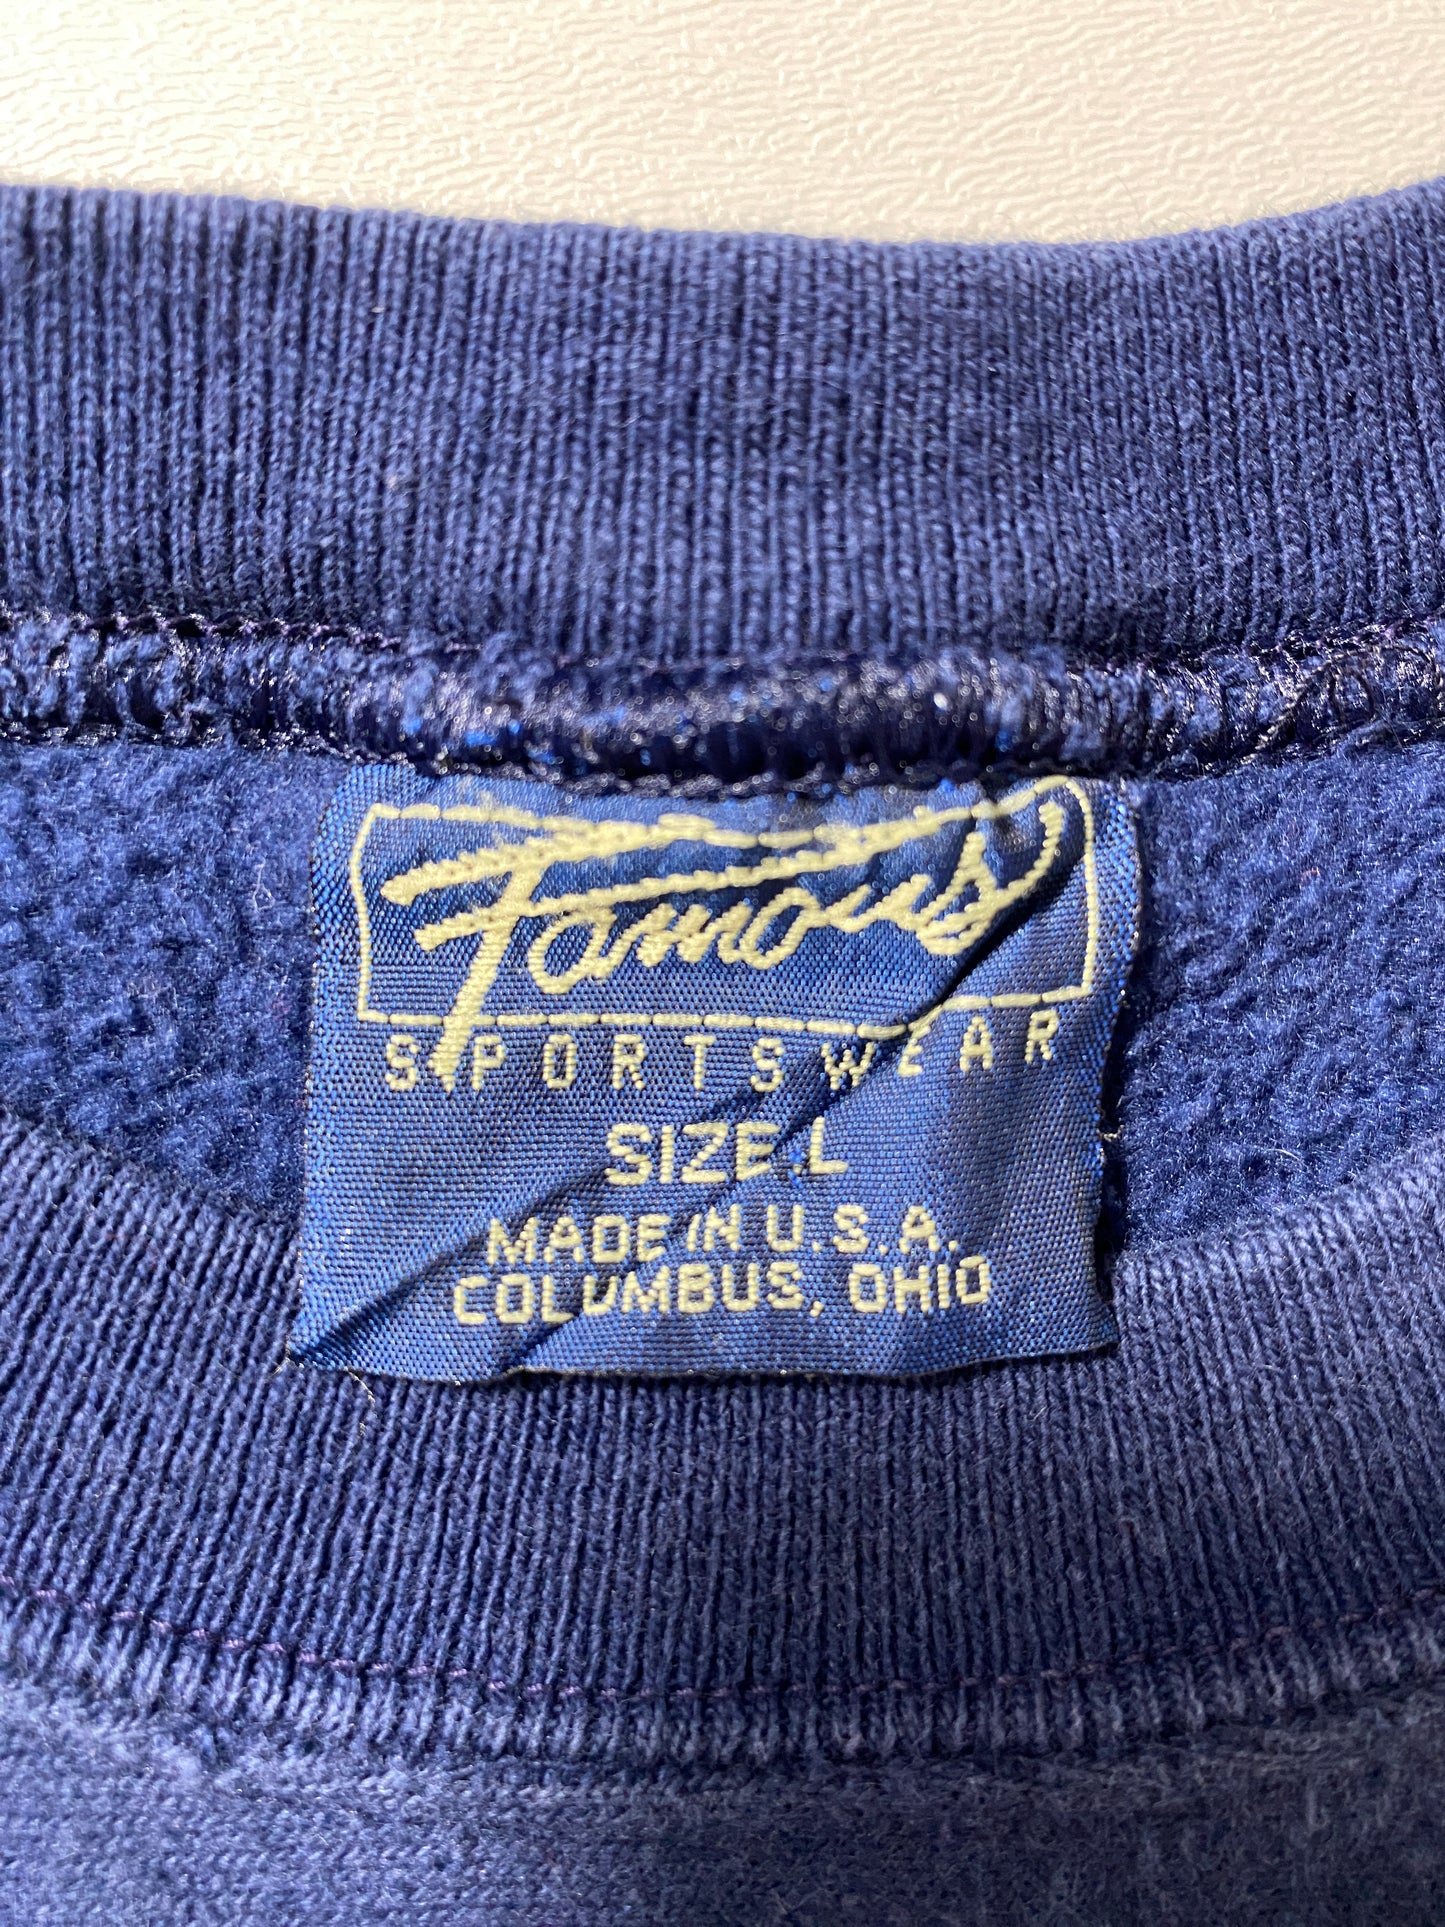 Famous
SPORTSWEAR
SIZE L
MADE IN U.S.A.
COLUMBUS, OHIO